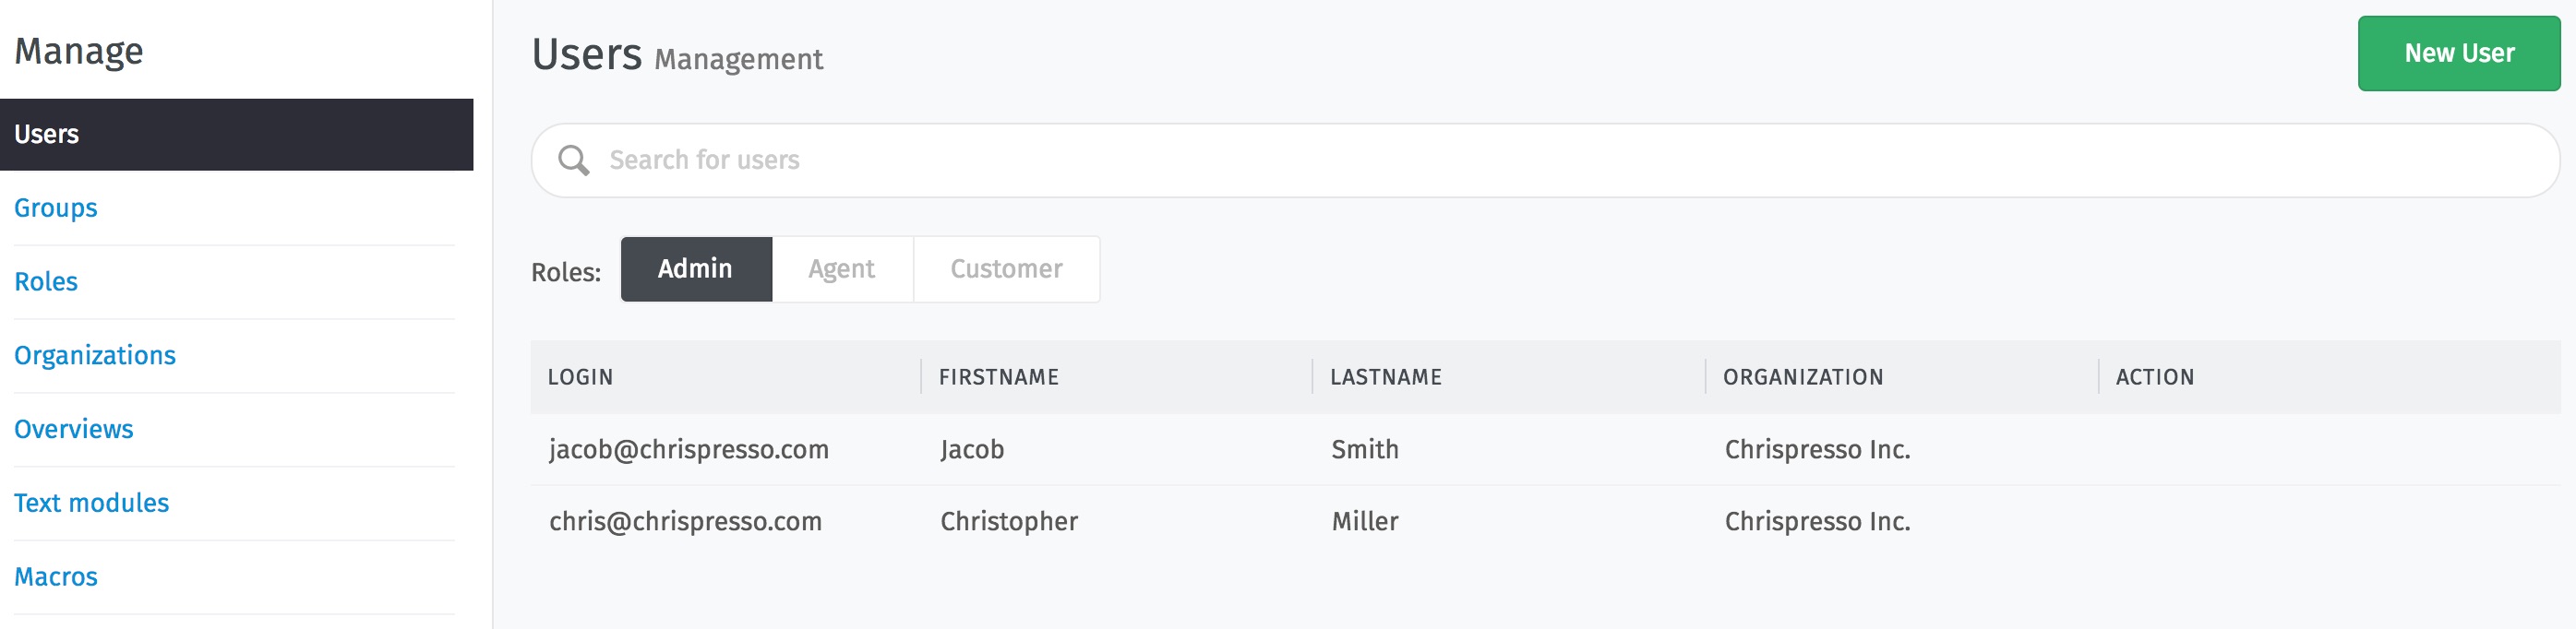 Manage
Users
Groups
Roles
Organizations
Overviews
Text modules
Macros
Users Management
New User
Search for users
Roles: Admin Agent Customer
LOGIN FIRSTNAME LASTNAME ORGANIZATION ACTION
jacob@chrispresso.com Jacob Smith Chrispresso Inc.
chris@chrispresso.com Christopher Miller Chrispresso Inc.